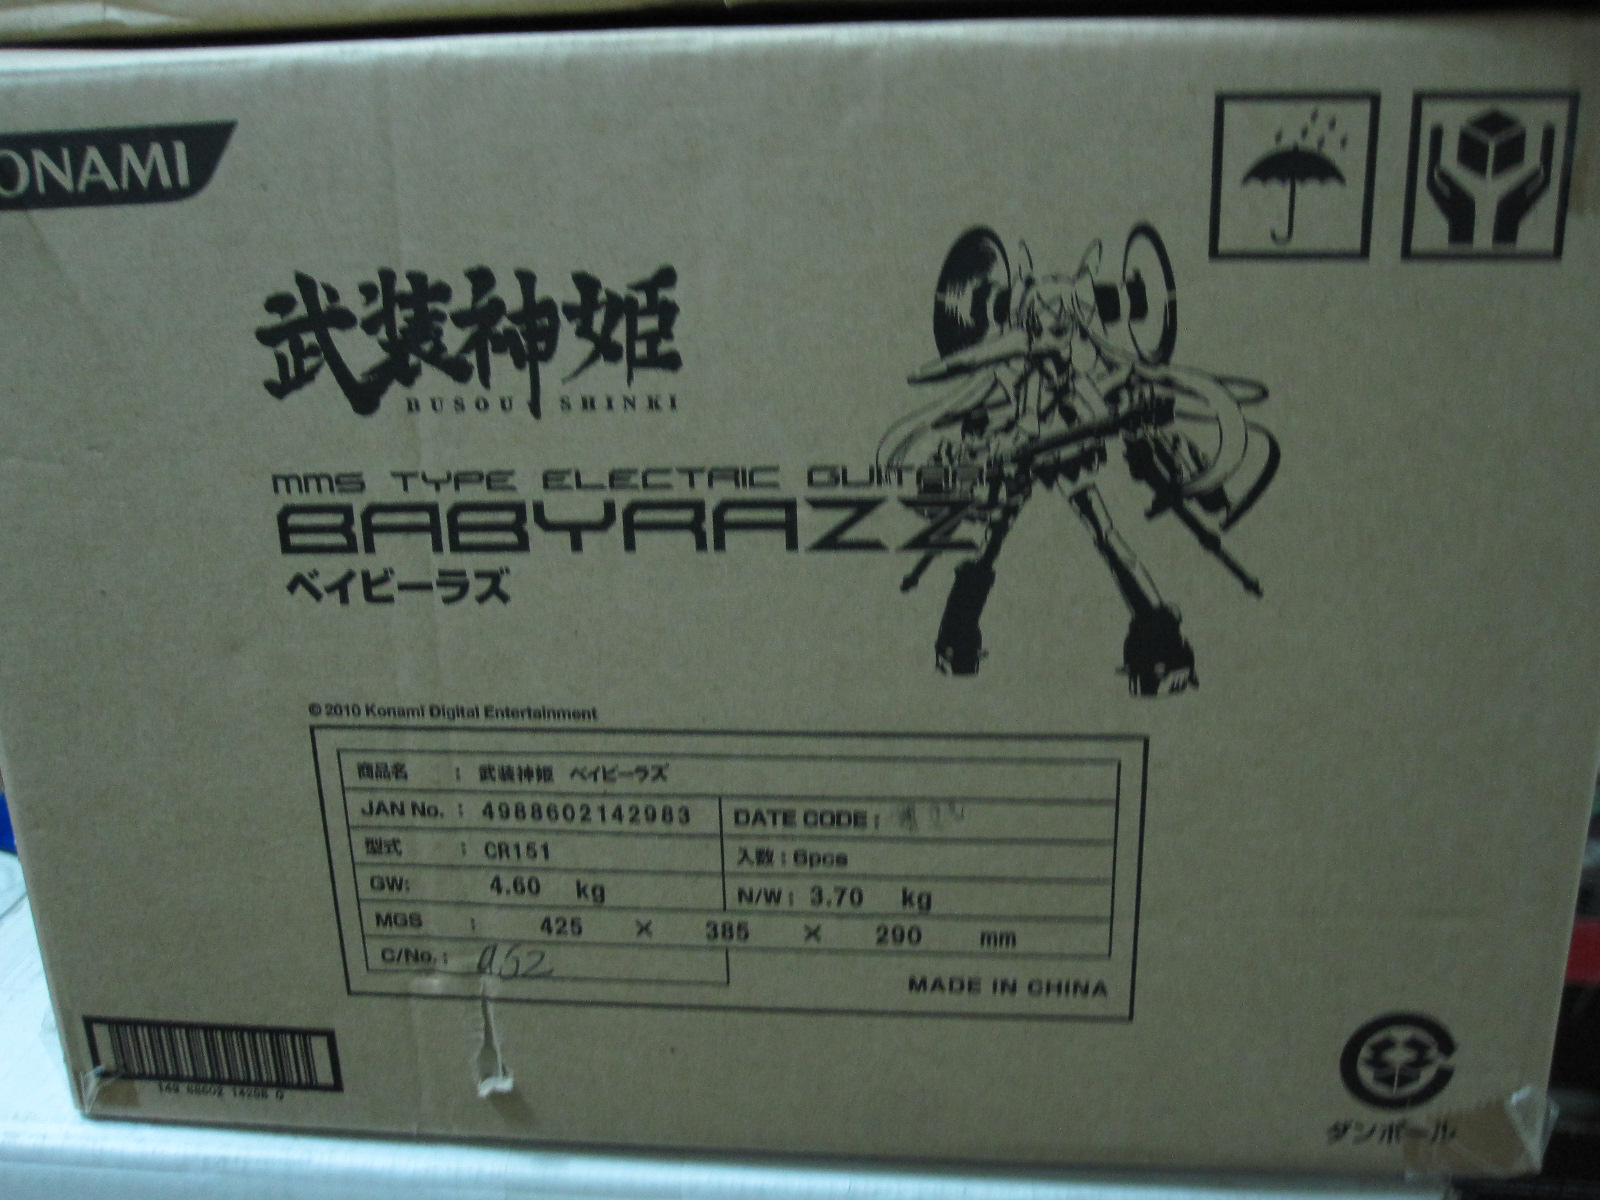 ONAMI
武装神姫
BUSOU SHINKI
MMS TYPE ELECTRIC GUITAR
BABYRAZZ
ベイビーラズ
© 2010 Konami Digital Entertainment
商品名 : 武装神姫 ベイビーラズ
JAN No. : 4988602142983
DATE CODE :
型式 : CR151
入数 : 6pcs
GW: 4.60 kg
N/W : 3.70 kg
MGS : 425 × 385 × 290 mm
C/No. : 952
MADE IN CHINA
ダンボール